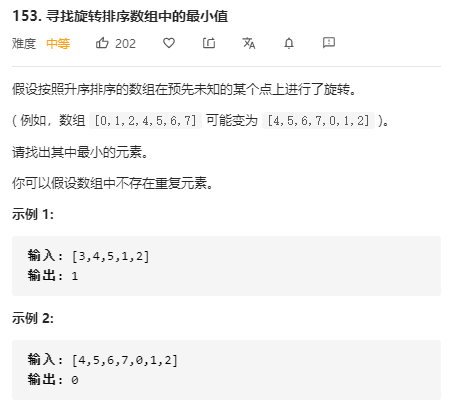 153. 寻找旋转排序数组中的最小值
难度 中等 202
假设按照升序排序的数组在预先未知的某个点上进行了旋转。
( 例如，数组 [0,1,2,4,5,6,7] 可能变为 [4,5,6,7,0,1,2] )。
请找出其中最小的元素。
你可以假设数组中不存在重复元素。
示例 1:
输入: [3,4,5,1,2]
输出: 1
示例 2:
输入: [4,5,6,7,0,1,2]
输出: 0